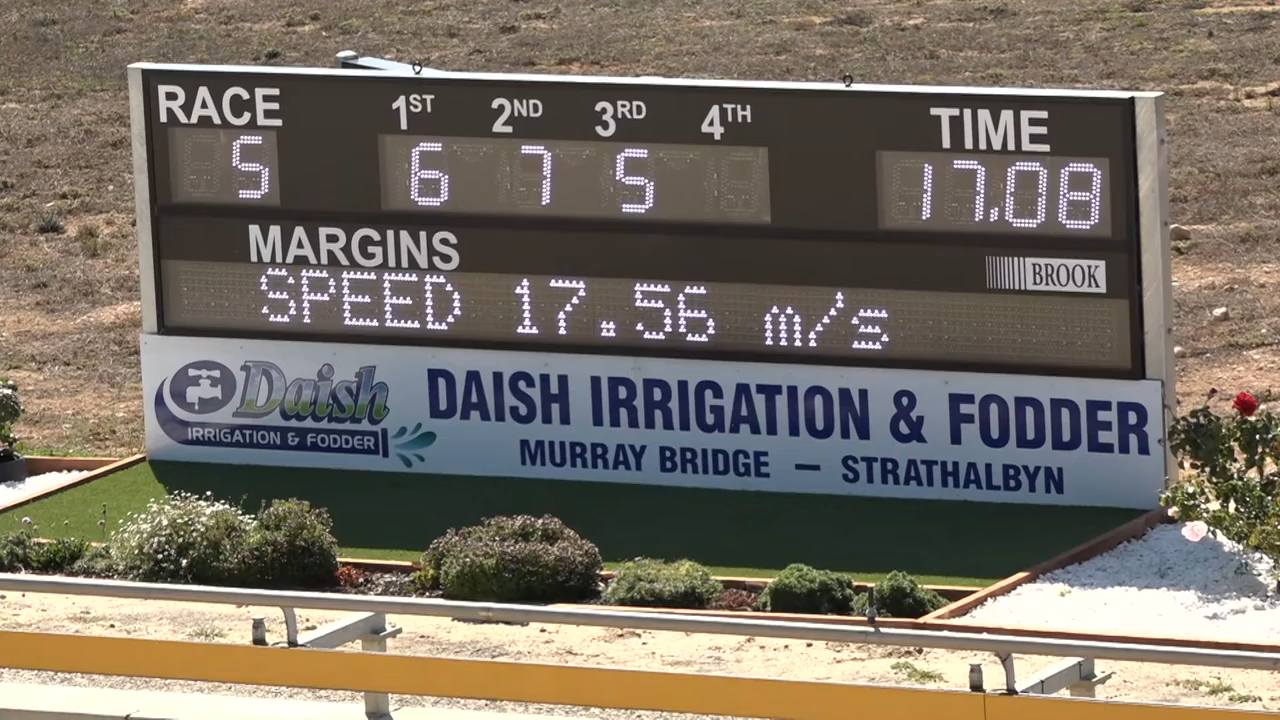 RACE 1ST 2ND 3RD 4TH TIME
5 6 7 5 17.08
MARGINS
BROOK
SPEED 17.56 m/s
Daish
IRRIGATION & FODDER
DAISH IRRIGATION & FODDER
MURRAY BRIDGE — STRATHALBYN